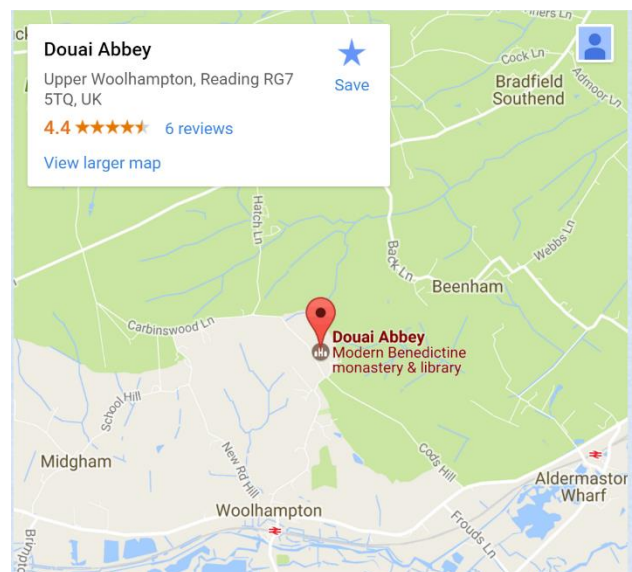 Douai Abbey
Upper Woolhampton, Reading RG7
5TQ, UK
4.4
6 reviews
View larger map
Save
Cock Ln
Admoor Ln
Bradfield
Southend
Hatch Ln
Back Ln
Webbs Ln
Beenham
Carbinswood Ln
Douai Abbey
Modern Benedictine
monastery & library
School Hill
Midgham
New Rd Hill
Cods Hill
Aldermaston
Wharf
Woolhampton
Frouds Ln